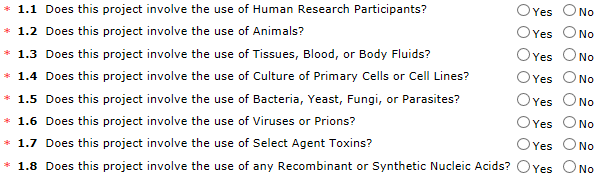 * 1.1 Does this project involve the use of Human Research Participants? Yes No
* 1.2 Does this project involve the use of Animals? Yes No
* 1.3 Does this project involve the use of Tissues, Blood, or Body Fluids? Yes No
* 1.4 Does this project involve the use of Culture of Primary Cells or Cell Lines? Yes No
* 1.5 Does this project involve the use of Bacteria, Yeast, Fungi, or Parasites? Yes No
* 1.6 Does this project involve the use of Viruses or Prions? Yes No
* 1.7 Does this project involve the use of Select Agent Toxins? Yes No
* 1.8 Does this project involve the use of any Recombinant or Synthetic Nucleic Acids? Yes No